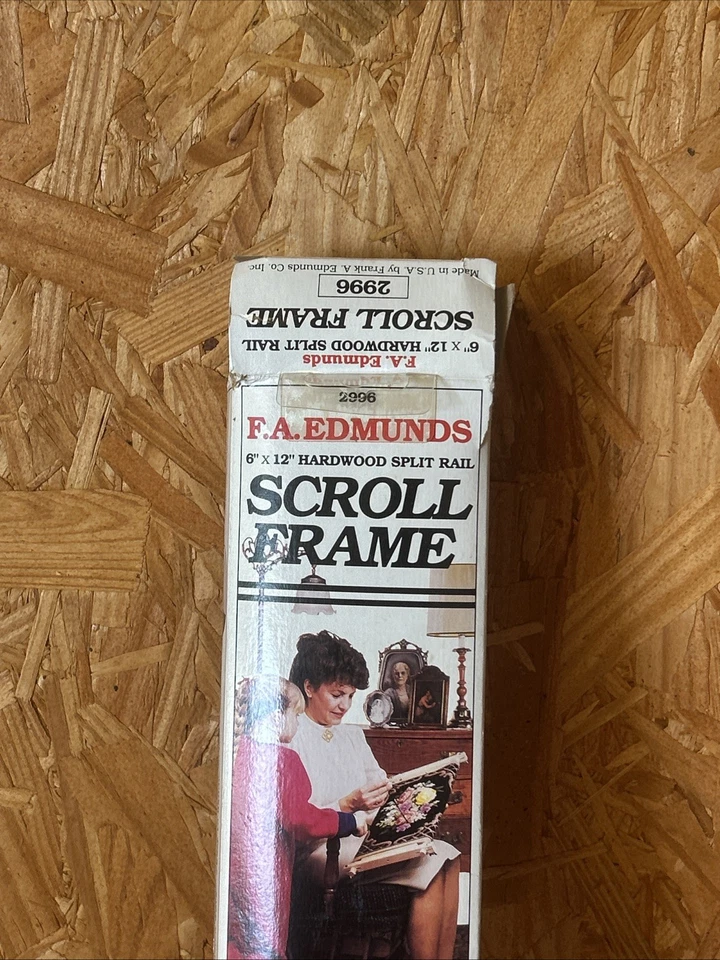 Made in U.S.A. by Frank A. Edmunds Co., Inc.
2996
SCROLL FRAME
6" X 12" HARDWOOD SPLIT RAIL
F.A. Edmunds
2996
F.A. EDMUNDS
6" X 12" HARDWOOD SPLIT RAIL
SCROLL
FRAME